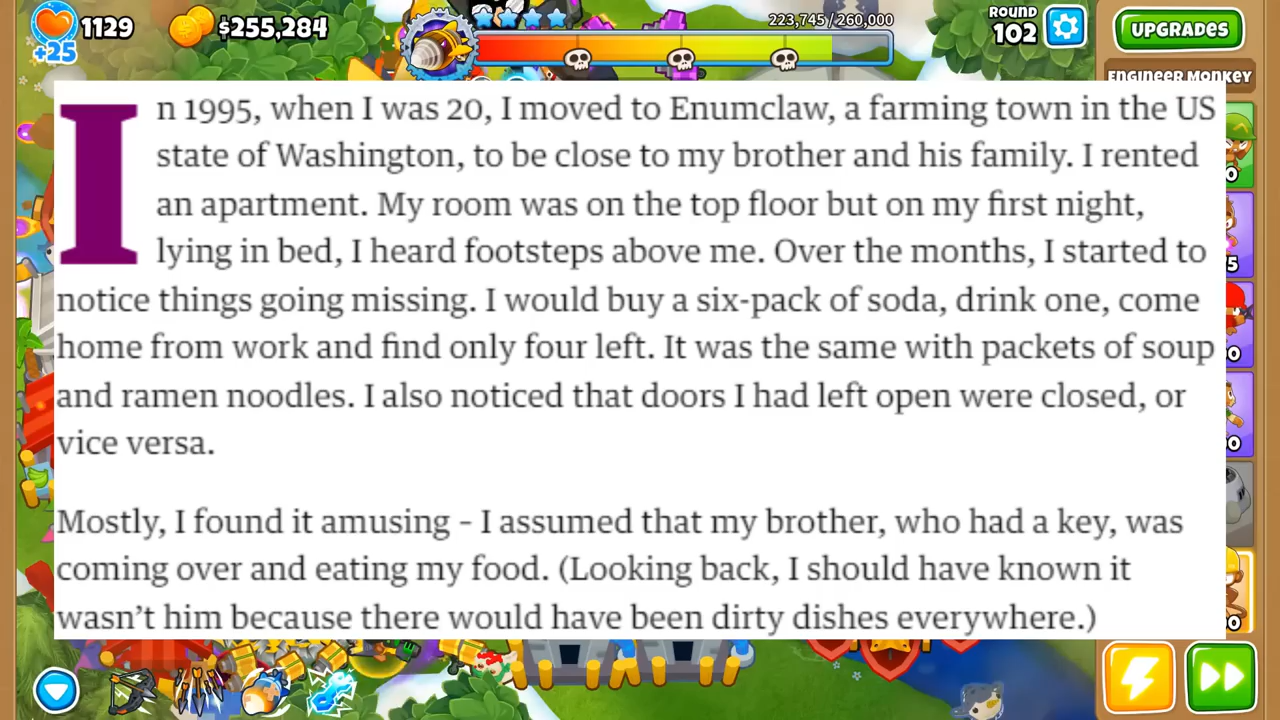 1129
+25
$255,284
223,745 / 260,000
ROUND
102
UPGRADES
ENGINEER MONKEY
In 1995, when I was 20, I moved to Enumclaw, a farming town in the US
state of Washington, to be close to my brother and his family. I rented
an apartment. My room was on the top floor but on my first night,
lying in bed, I heard footsteps above me. Over the months, I started to
notice things going missing. I would buy a six-pack of soda, drink one, come
home from work and find only four left. It was the same with packets of soup
and ramen noodles. I also noticed that doors I had left open were closed, or
vice versa.
Mostly, I found it amusing – I assumed that my brother, who had a key, was
coming over and eating my food. (Looking back, I should have known it
wasn’t him because there would have been dirty dishes everywhere.)